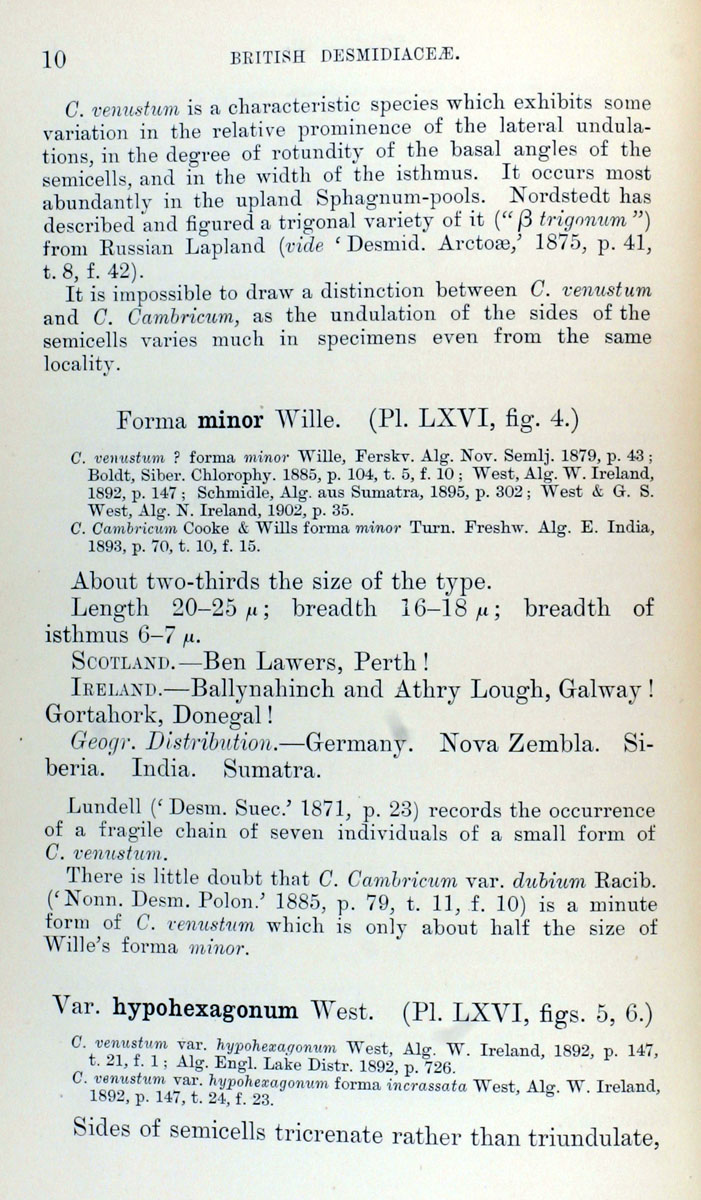 10
BRITISH DESMIDIACEÆ.
C. venustum is a characteristic species which exhibits some
variation in the relative prominence of the lateral undula-
tions, in the degree of rotundity of the basal angles of the
semicells, and in the width of the isthmus. It occurs most
abundantly in the upland Sphagnum-pools. Nordstedt has
described and figured a trigonal variety of it (“β trigonum”)
from Russian Lapland (vide ‘Desmid. Arctoæ,’ 1875, p. 41,
t. 8, f. 42).
It is impossible to draw a distinction between C. venustum
and C. Cambricum, as the undulation of the sides of the
semicells varies much in specimens even from the same
locality.
Forma minor Wille. (Pl. LXVI, fig. 4.)
C. venustum ? forma minor Wille, Ferskv. Alg. Nov. Semlj. 1879, p. 43;
Boldt, Siber. Chlorophy. 1885, p. 104, t. 5, f. 10; West, Alg. W. Ireland,
1892, p. 147; Schmidle, Alg. aus Sumatra, 1895, p. 302; West & G. S.
West, Alg. N. Ireland, 1902, p. 35.
C. Cambricum Cooke & Wills forma minor Turn. Freshw. Alg. E. India,
1893, p. 70, t. 10, f. 15.
About two-thirds the size of the type.
Length 20–25 μ; breadth 16–18 μ; breadth of
isthmus 6–7 μ.
SCOTLAND.—Ben Lawers, Perth!
IRELAND.—Ballynahinch and Athry Lough, Galway!
Gortahork, Donegal!
Geogr. Distribution.—Germany. Nova Zembla. Si-
beria. India. Sumatra.
Lundell (‘Desm. Suec.’ 1871, p. 23) records the occurrence
of a fragile chain of seven individuals of a small form of
C. venustum.
There is little doubt that C. Cambricum var. dubium Racib.
(‘Nonn. Desm. Polon.’ 1885, p. 79, t. 11, f. 10) is a minute
form of C. venustum which is only about half the size of
Wille’s forma minor.
Var. hypohexagonum West. (Pl. LXVI, figs. 5, 6.)
C. venustum var. hypohexagonum West, Alg. W. Ireland, 1892, p. 147,
t. 21, f. 1; Alg. Engl. Lake Distr. 1892, p. 726.
C. venustum var. hypohexagonum forma incrassata West, Alg. W. Ireland,
1892, p. 147, t. 24, f. 23.
Sides of semicells tricrenate rather than triundulate,